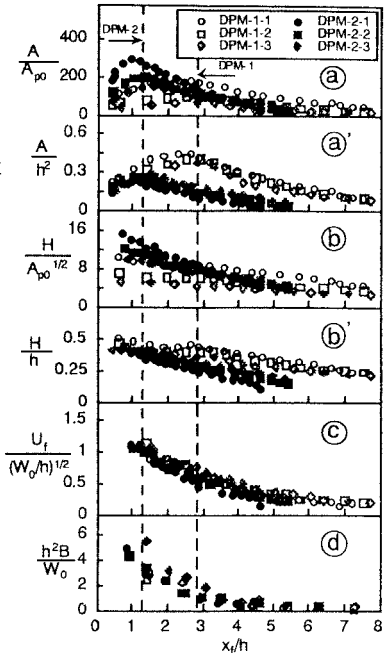 DPM-1-1 DPM-2-1
DPM-1-2 DPM-2-2
DPM-1-3 DPM-2-3
DPM-2
DPM-1
A/A_p0
400
200
0
a
A/h²
0.6
0.3
0
a'
H/A_p0^1/2
16
8
0
b
H/h
0.5
0.25
0
b'
U_f/(W_0/h)^1/2
1.5
1
0.5
0
c
h²B/W_0
6
4
2
0
d
0 1 2 3 4 5 6 7 8
x_f/h